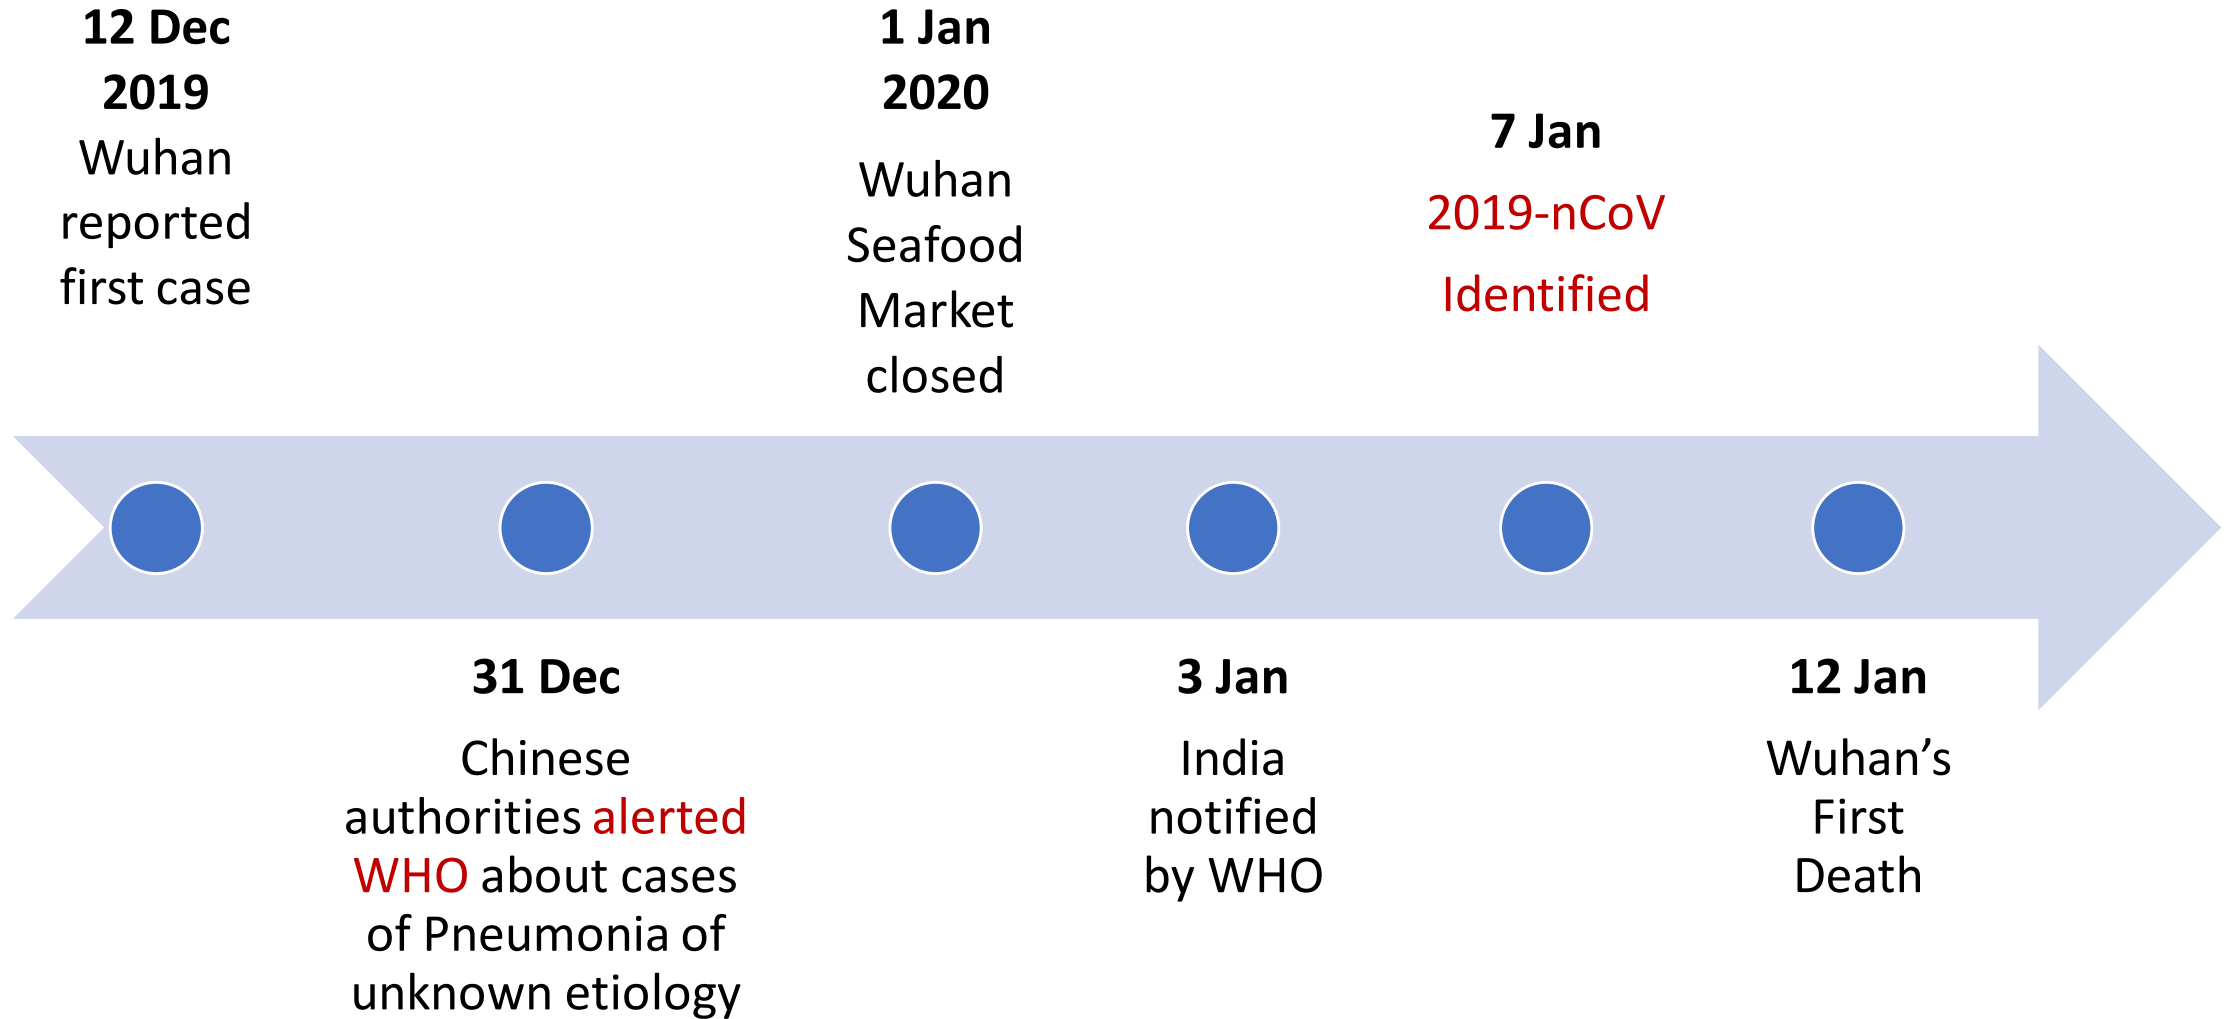 12 Dec
2019
Wuhan
reported
first case
31 Dec
Chinese
authorities alerted
WHO about cases
of Pneumonia of
unknown etiology
1 Jan
2020
Wuhan
Seafood
Market
closed
3 Jan
India
notified
by WHO
7 Jan
2019-nCoV
Identified
12 Jan
Wuhan’s
First
Death